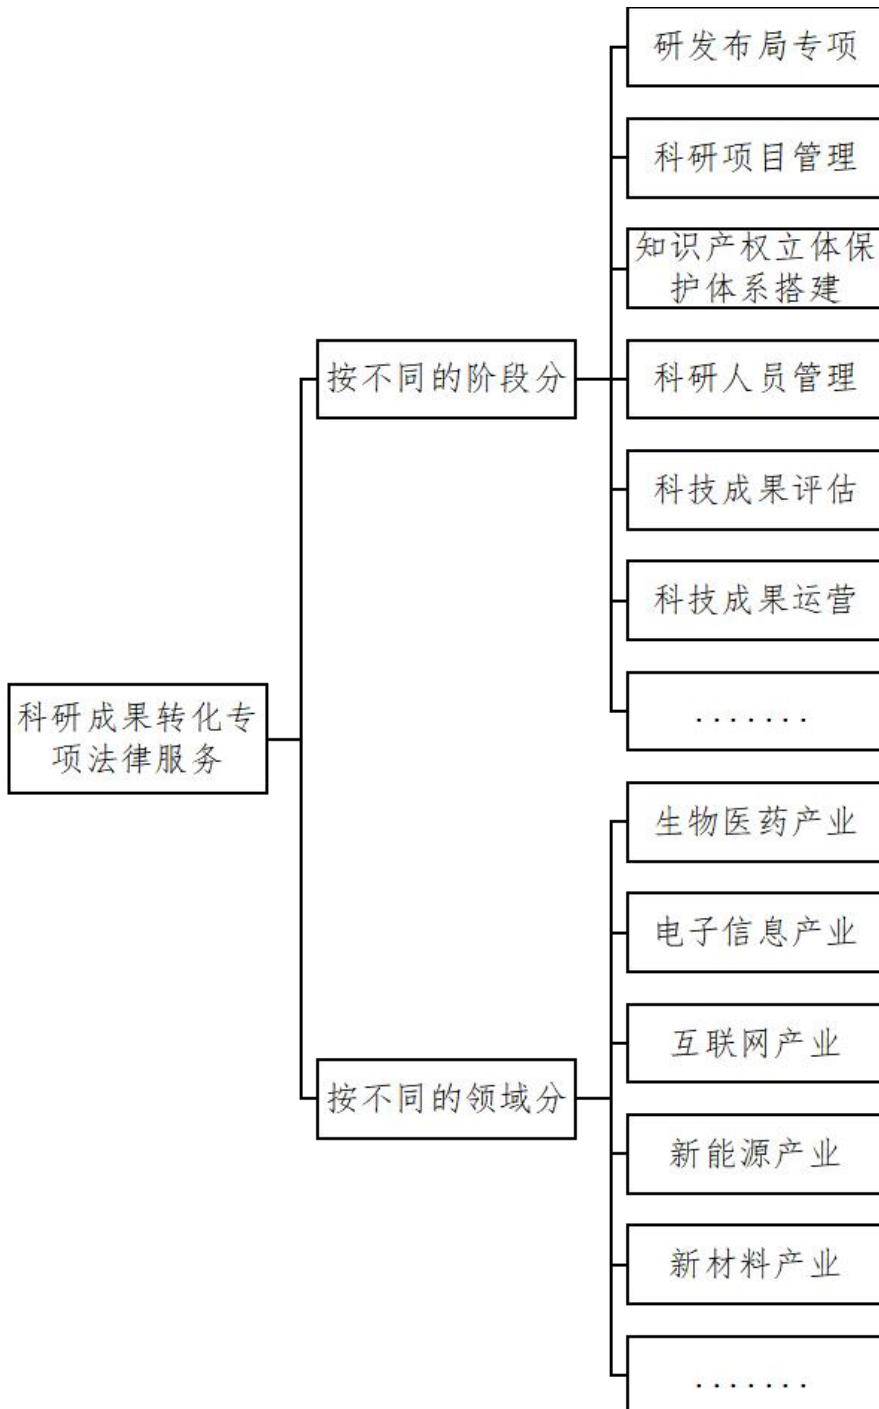 研发布局专项
科研项目管理
知识产权立体保
护体系搭建
按不同的阶段分
科研人员管理
科技成果评估
科技成果运营
科研成果转化专
项法律服务
.......
生物医药产业
电子信息产业
互联网产业
按不同的领域分
新能源产业
新材料产业
.......